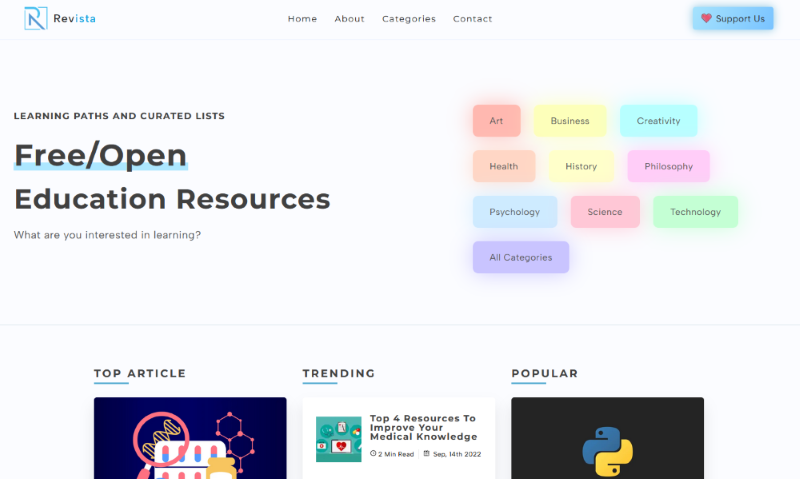 Revista
Home
About
Categories
Contact
Support Us
LEARNING PATHS AND CURATED LISTS
Free/Open
Education Resources
What are you interested in learning?
Art
Business
Creativity
Health
History
Philosophy
Psychology
Science
Technology
All Categories
TOP ARTICLE
TRENDING
Top 4 Resources To
Improve Your
Medical Knowledge
2 Min Read
Sep, 14th 2022
POPULAR